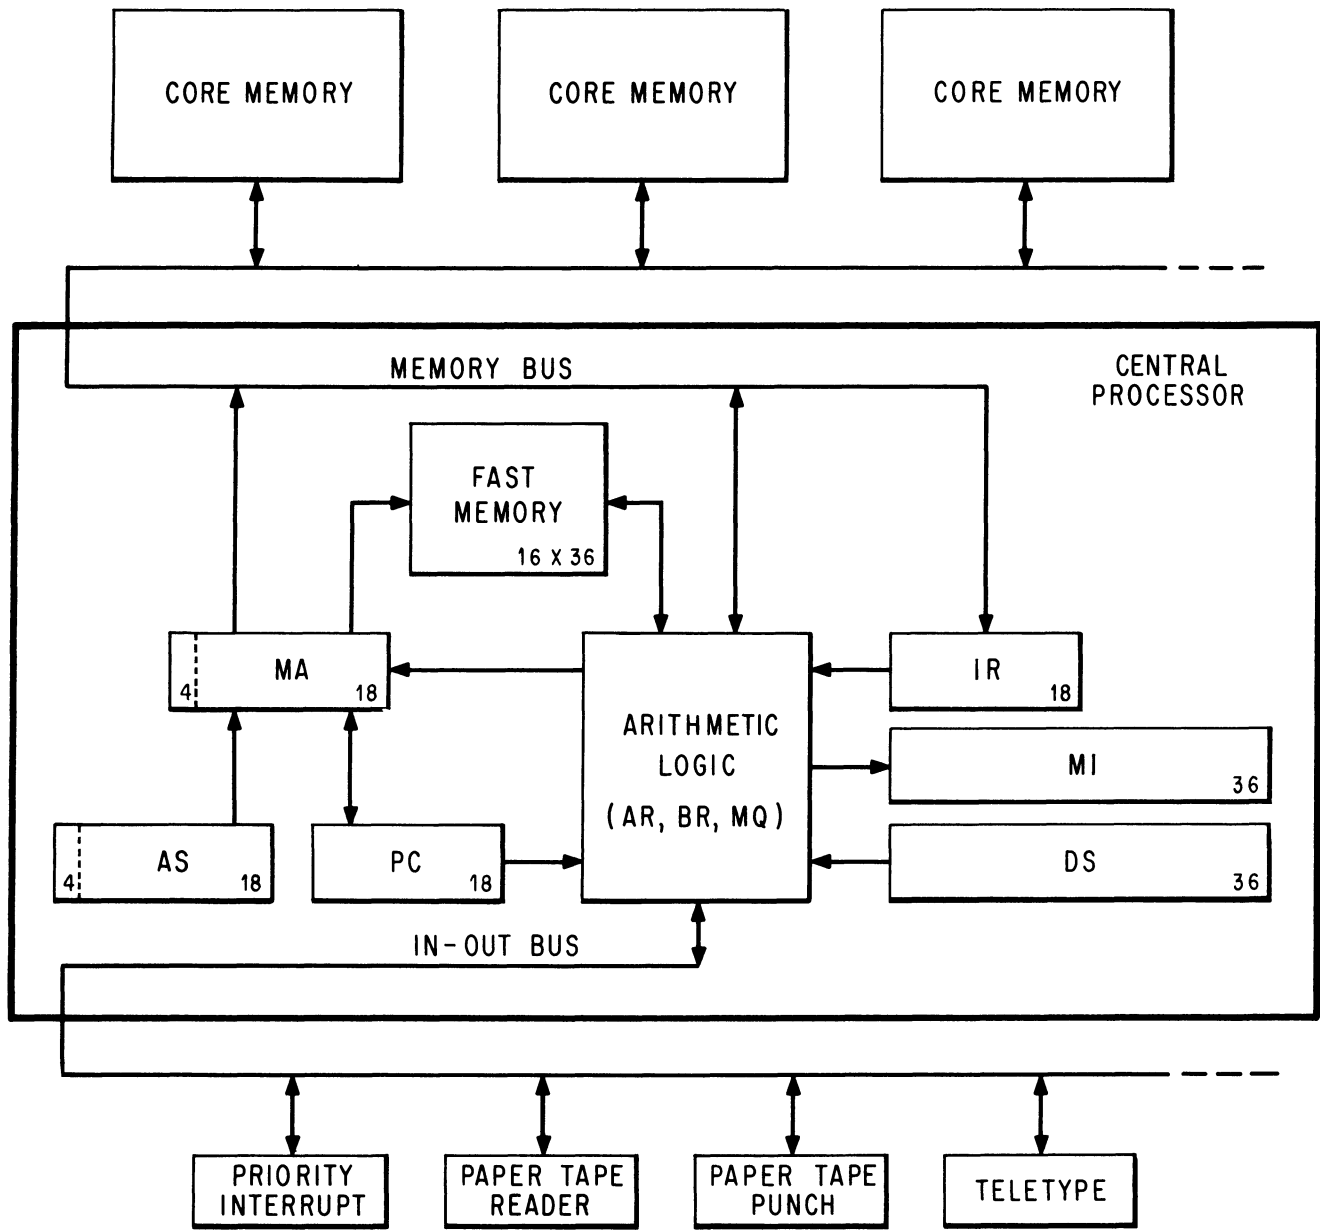 CORE MEMORY
CORE MEMORY
CORE MEMORY
MEMORY BUS
CENTRAL
PROCESSOR
FAST
MEMORY
16 X 36
MA
4
18
IR
18
ARITHMETIC
LOGIC
(AR, BR, MQ)
MI
36
AS
4
18
PC
18
DS
36
IN-OUT BUS
PRIORITY
INTERRUPT
PAPER TAPE
READER
PAPER TAPE
PUNCH
TELETYPE